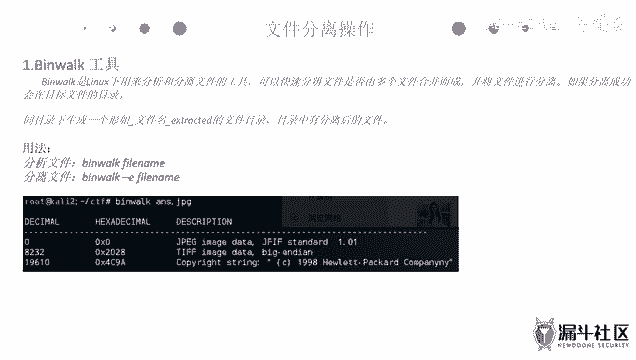 文件分离操作
1.Binwalk 工具
Binwalk是Linux下用来分析和分离文件的工具，可以快速分辨文件是否由多个文件合并而成，并将文件进行分离。如果分离成功
会在目标文件的目录。
同目录下生成一个形如_文件名_extracted的文件目录，目录中有分离后的文件。
用法：
分析文件：binwalk filename
分离文件：binwalk –e filename
root@kali2:~/ctf# binwalk ans.jpg
DECIMAL HEXADECIMAL DESCRIPTION
0 0x0 JPEG image data, JFIF standard 1.01
8232 0x2028 TIFF image data, big-endian
19610 0x4C9A Copyright string: " (c) 1998 Hewlett-Packard Companyny"
漏斗社区